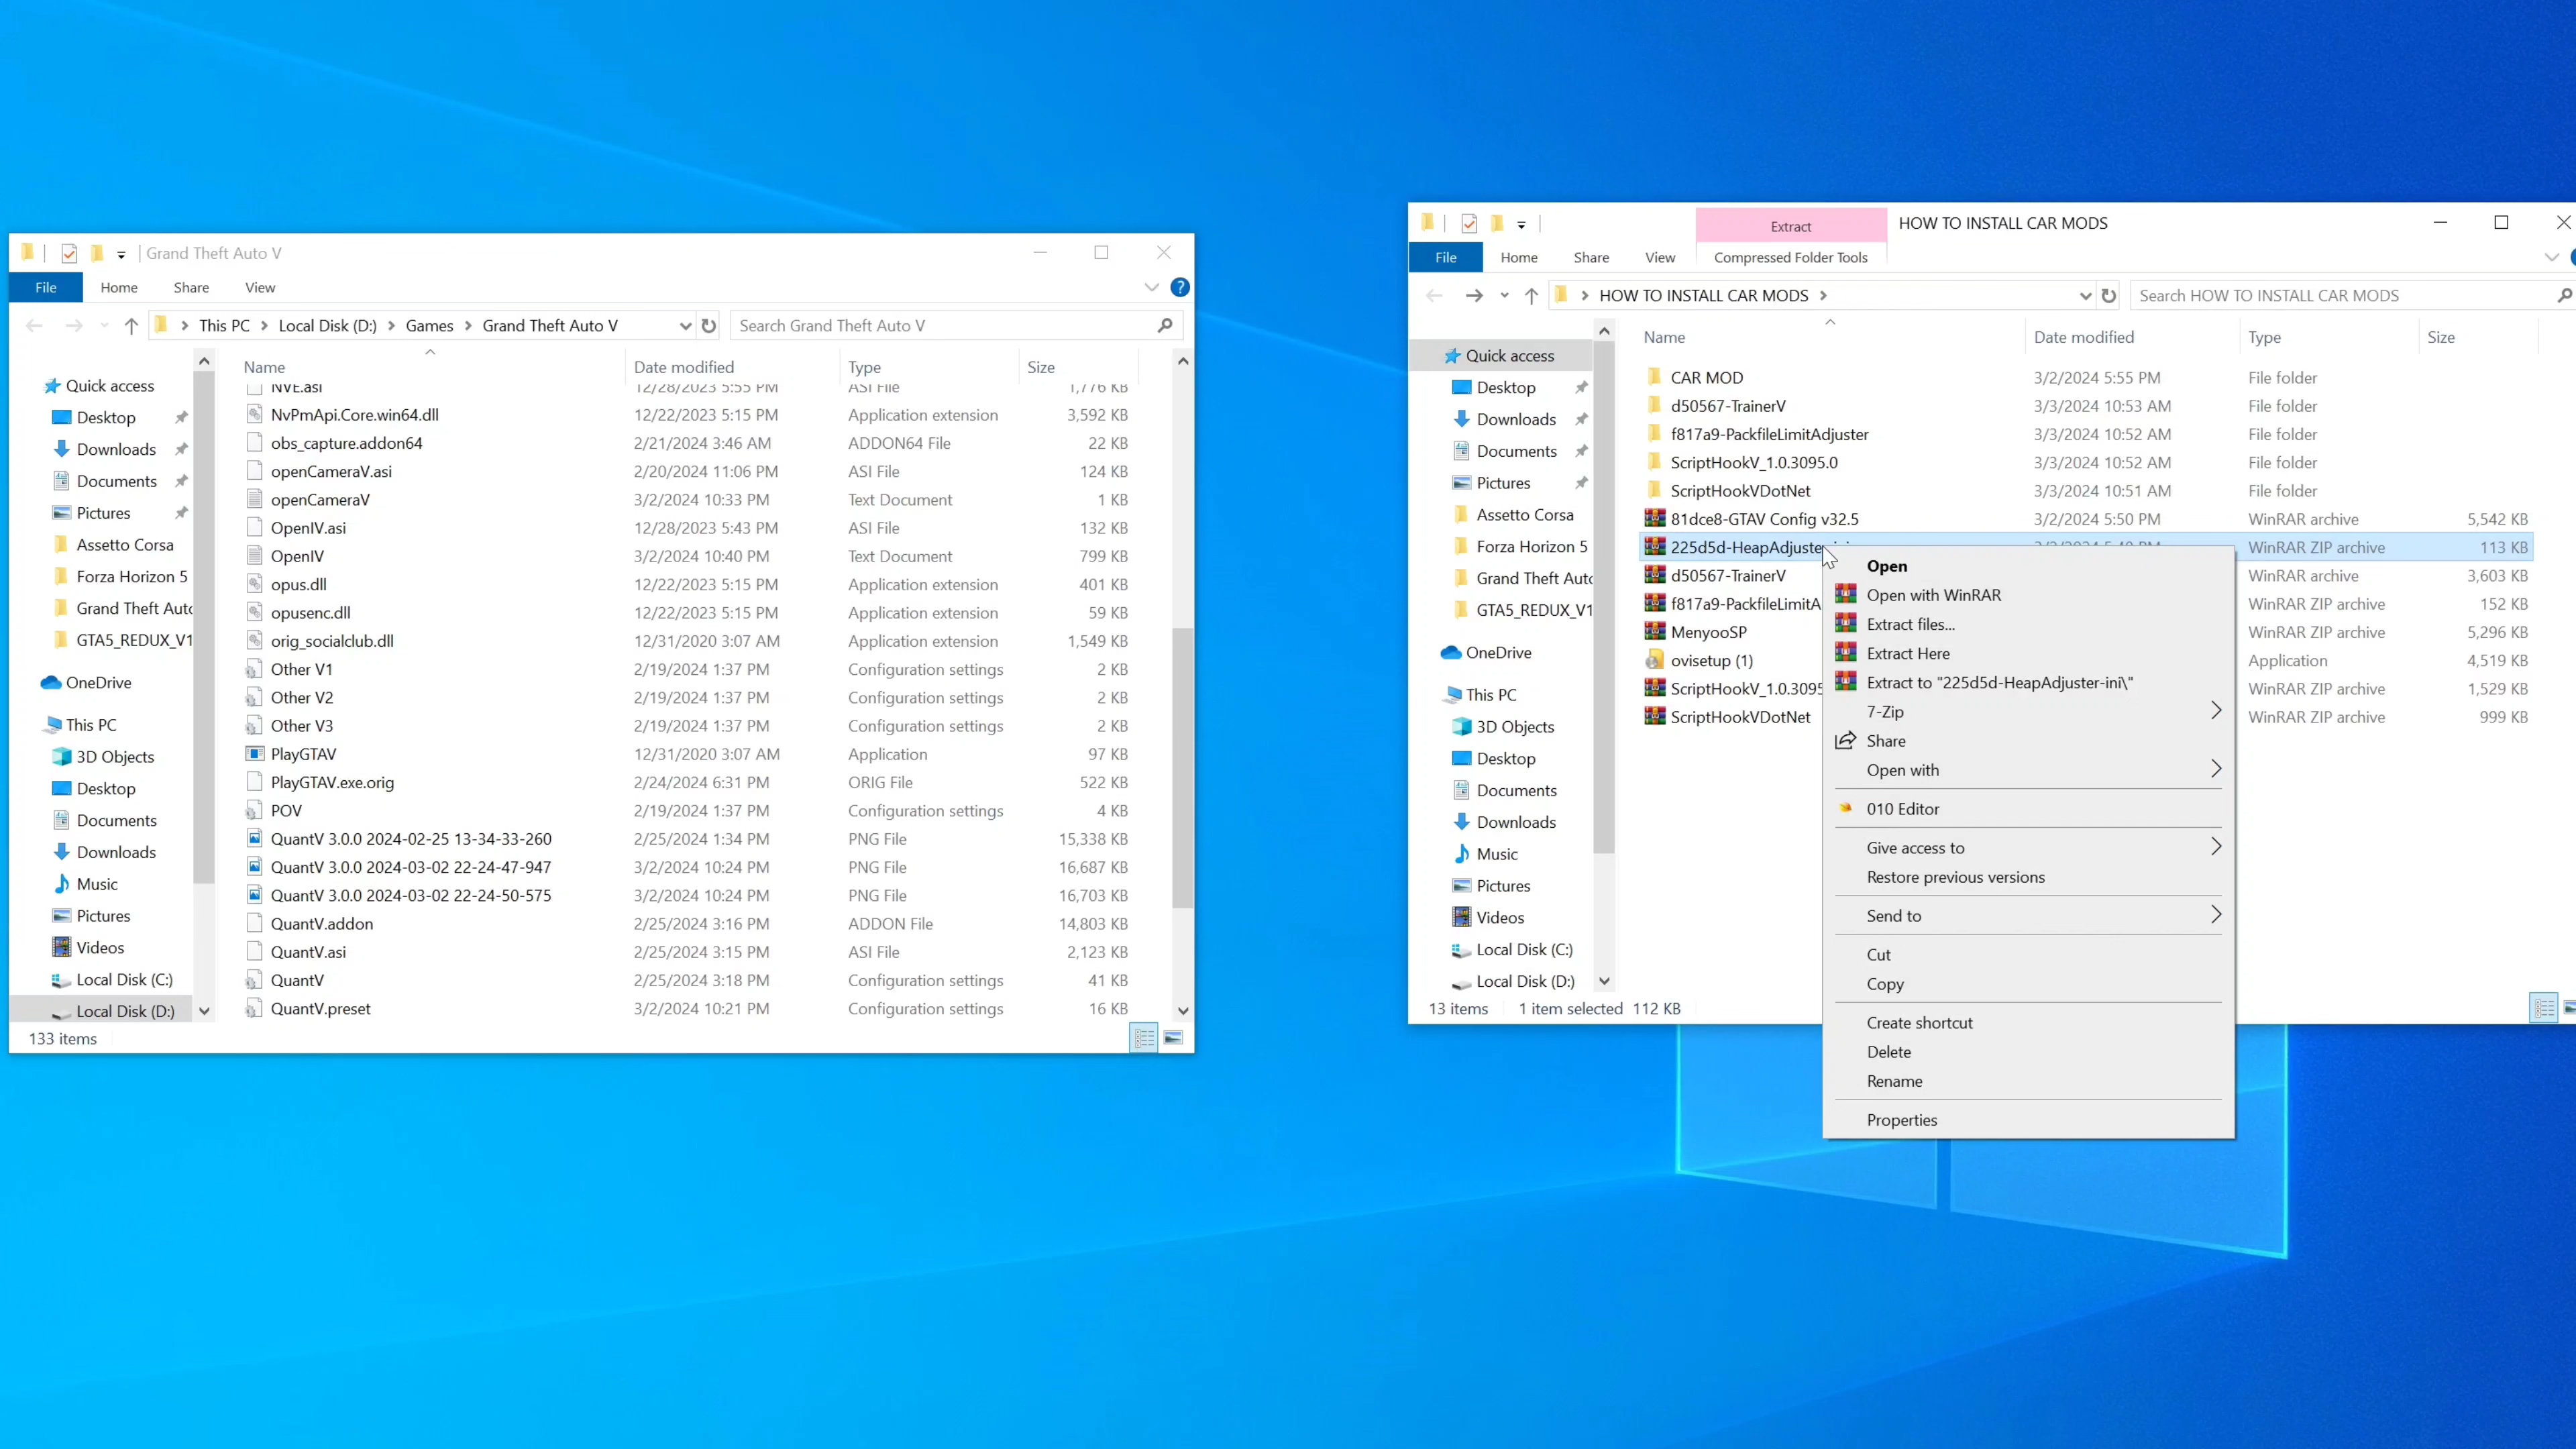 Grand Theft Auto V
File Home Share View
This PC Local Disk (D:) Games Grand Theft Auto V Search Grand Theft Auto V
Name Date modified Type Size
Quick access
Desktop
Downloads
Documents
Pictures
Assetto Corsa
Forza Horizon 5
Grand Theft Auto
GTA5_REDUX_V1
OneDrive
This PC
3D Objects
Desktop
Documents
Downloads
Music
Pictures
Videos
Local Disk (C:)
Local Disk (D:)
NVE.asi 12/28/2023 5:55 PM ASI File 1,776 KB
NvPmApi.Core.win64.dll 12/22/2023 5:15 PM Application extension 3,592 KB
obs_capture.addon64 2/21/2024 3:46 AM ADDON64 File 22 KB
openCameraV.asi 2/20/2024 11:06 PM ASI File 124 KB
openCameraV 3/2/2024 10:33 PM Text Document 1 KB
OpenIV.asi 12/28/2023 5:43 PM ASI File 132 KB
OpenIV 3/2/2024 10:40 PM Text Document 799 KB
opus.dll 12/22/2023 5:15 PM Application extension 401 KB
opusenc.dll 12/22/2023 5:15 PM Application extension 59 KB
orig_socialclub.dll 12/31/2020 3:07 AM Application extension 1,549 KB
Other V1 2/19/2024 1:37 PM Configuration settings 2 KB
Other V2 2/19/2024 1:37 PM Configuration settings 2 KB
Other V3 2/19/2024 1:37 PM Configuration settings 2 KB
PlayGTAV 12/31/2020 3:07 AM Application 97 KB
PlayGTAV.exe.orig 2/24/2024 6:31 PM ORIG File 522 KB
POV 2/19/2024 1:37 PM Configuration settings 4 KB
QuantV 3.0.0 2024-02-25 13-34-33-260 2/25/2024 1:34 PM PNG File 15,338 KB
QuantV 3.0.0 2024-03-02 22-24-47-947 3/2/2024 10:24 PM PNG File 16,687 KB
QuantV 3.0.0 2024-03-02 22-24-50-575 3/2/2024 10:24 PM PNG File 16,703 KB
QuantV.addon 2/25/2024 3:16 PM ADDON File 14,803 KB
QuantV.asi 2/25/2024 3:15 PM ASI File 2,123 KB
QuantV 2/25/2024 3:18 PM Configuration settings 41 KB
QuantV.preset 3/2/2024 10:21 PM Configuration settings 16 KB
133 items
Extract HOW TO INSTALL CAR MODS
File Home Share View Compressed Folder Tools
HOW TO INSTALL CAR MODS Search HOW TO INSTALL CAR MODS
Name Date modified Type Size
Quick access
Desktop
Downloads
Documents
Pictures
Assetto Corsa
Forza Horizon 5
Grand Theft Auto
GTA5_REDUX_V1
OneDrive
This PC
3D Objects
Desktop
Documents
Downloads
Music
Pictures
Videos
Local Disk (C:)
Local Disk (D:)
CAR MOD 3/2/2024 5:55 PM File folder
d50567-TrainerV 3/3/2024 10:53 AM File folder
f817a9-PackfileLimitAdjuster 3/3/2024 10:52 AM File folder
ScriptHookV_1.0.3095.0 3/3/2024 10:52 AM File folder
ScriptHookVDotNet 3/3/2024 10:51 AM File folder
81dce8-GTAV Config v32.5 3/2/2024 5:50 PM WinRAR archive 5,542 KB
225d5d-HeapAdjuster-ini WinRAR ZIP archive 113 KB
d50567-TrainerV WinRAR archive 3,603 KB
f817a9-PackfileLimitA WinRAR ZIP archive 152 KB
MenyooSP WinRAR ZIP archive 5,296 KB
ovisetup (1) Application 4,519 KB
ScriptHookV_1.0.3095 WinRAR ZIP archive 1,529 KB
ScriptHookVDotNet WinRAR ZIP archive 999 KB
Open
Open with WinRAR
Extract files...
Extract Here
Extract to "225d5d-HeapAdjuster-ini\"
7-Zip
Share
Open with
010 Editor
Give access to
Restore previous versions
Send to
Cut
Copy
Create shortcut
Delete
Rename
Properties
13 items 1 item selected 112 KB